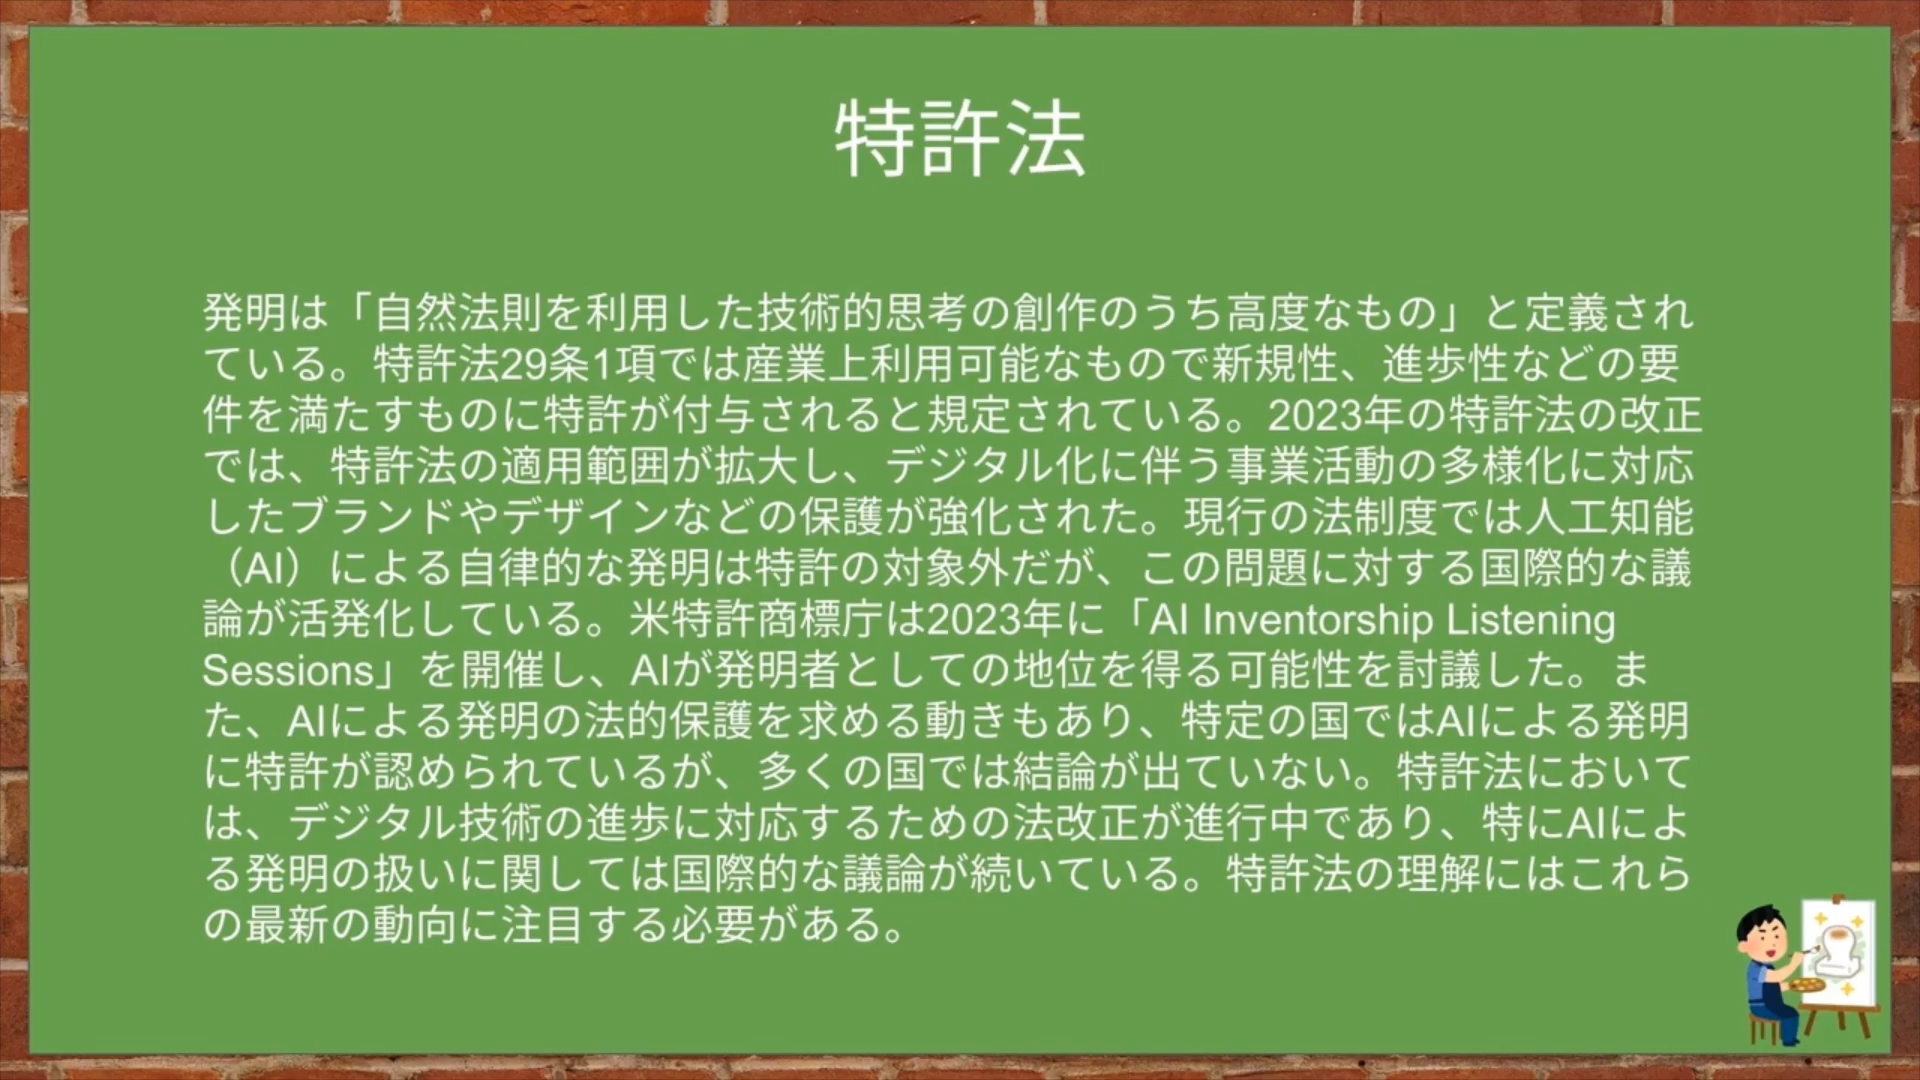 特許法
発明は「自然法則を利用した技術的思考の創作のうち高度なもの」と定義され
ている。特許法29条1項では産業上利用可能なもので新規性、進歩性などの要
件を満たすものに特許が付与されると規定されている。2023年の特許法の改正
では、特許法の適用範囲が拡大し、デジタル化に伴う事業活動の多様化に対応
したブランドやデザインなどの保護が強化された。現行の法制度では人工知能
（AI）による自律的な発明は特許の対象外だが、この問題に対する国際的な議
論が活発化している。米特許商標庁は2023年に「AI Inventorship Listening
Sessions」を開催し、AIが発明者としての地位を得る可能性を討議した。ま
た、AIによる発明の法的保護を求める動きもあり、特定の国ではAIによる発明
に特許が認められているが、多くの国では結論が出ていない。特許法において
は、デジタル技術の進歩に対応するための法改正が進行中であり、特にAIによ
る発明の扱いに関しては国際的な議論が続いている。特許法の理解にはこれら
の最新の動向に注目する必要がある。